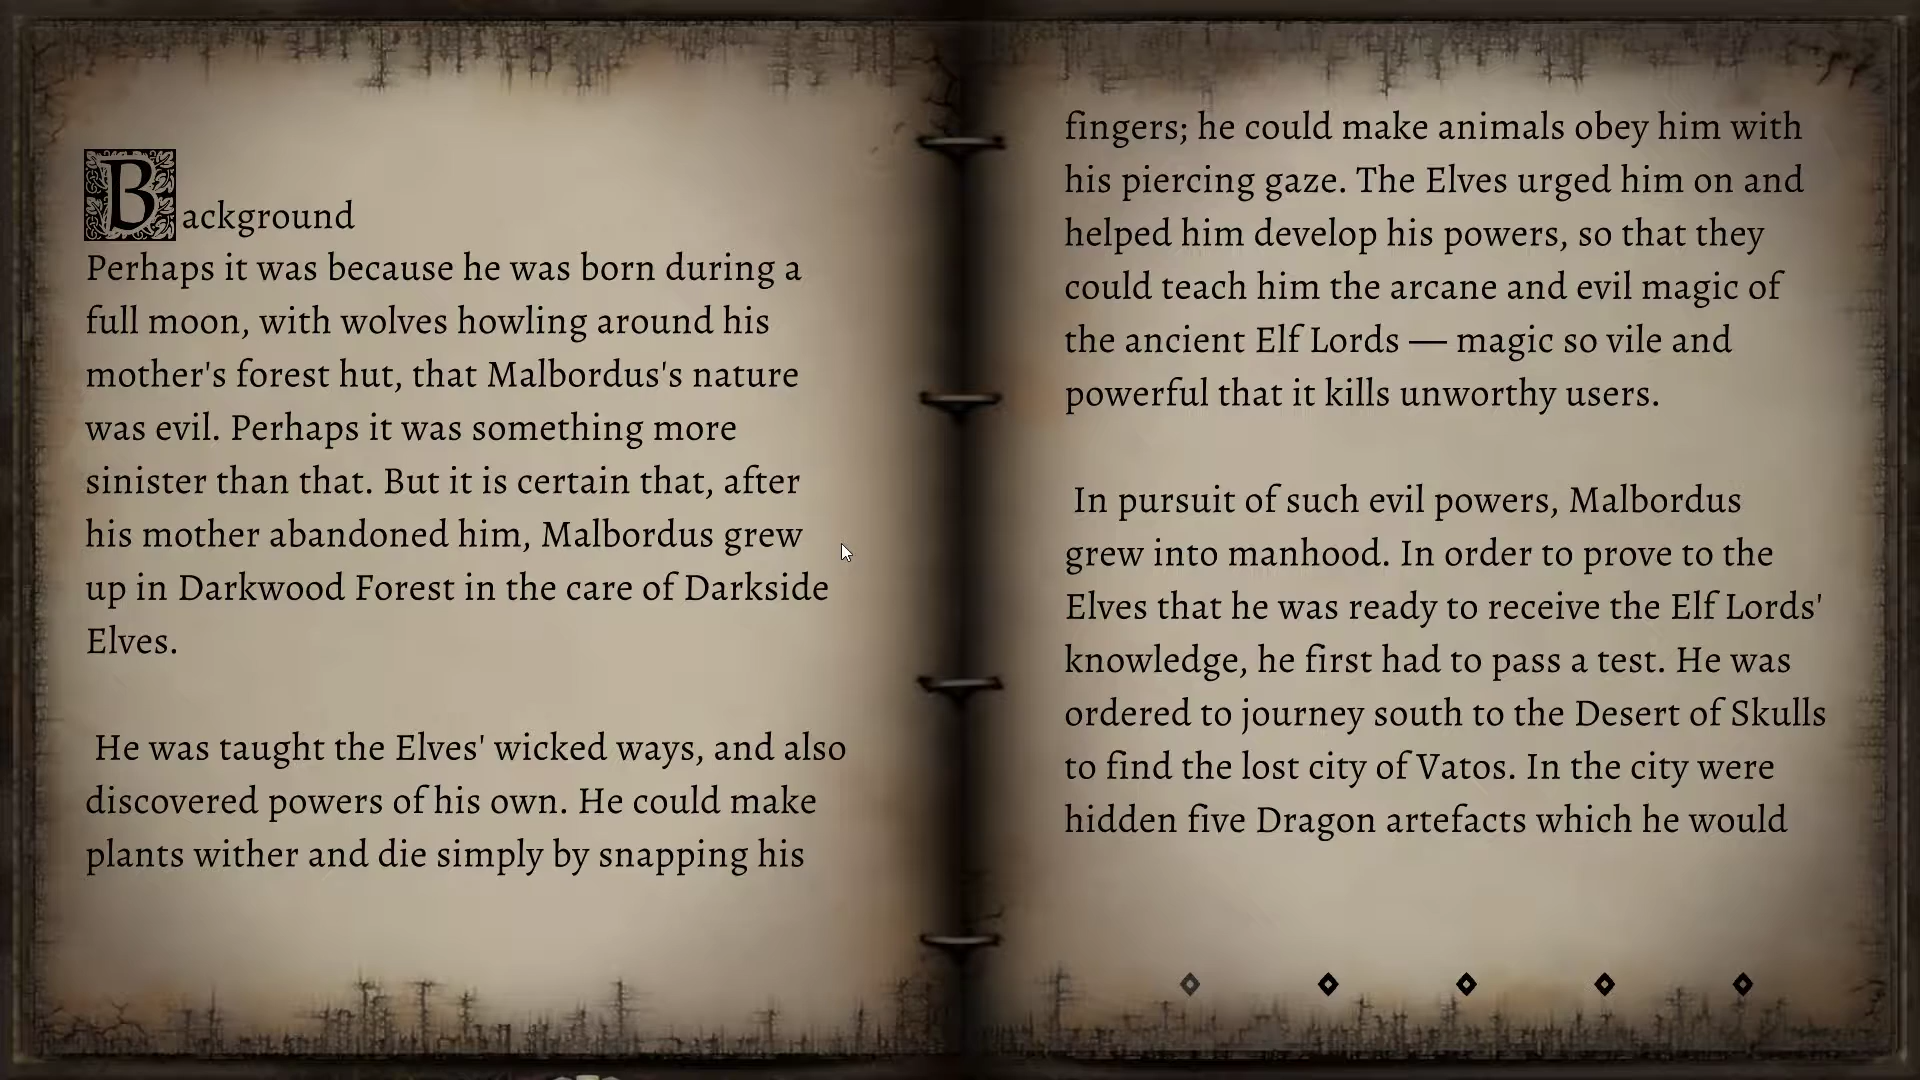 Background
Perhaps it was because he was born during a
full moon, with wolves howling around his
mother's forest hut, that Malbordus's nature
was evil. Perhaps it was something more
sinister than that. But it is certain that, after
his mother abandoned him, Malbordus grew
up in Darkwood Forest in the care of Darkside
Elves.
He was taught the Elves' wicked ways, and also
discovered powers of his own. He could make
plants wither and die simply by snapping his
fingers; he could make animals obey him with
his piercing gaze. The Elves urged him on and
helped him develop his powers, so that they
could teach him the arcane and evil magic of
the ancient Elf Lords — magic so vile and
powerful that it kills unworthy users.
In pursuit of such evil powers, Malbordus
grew into manhood. In order to prove to the
Elves that he was ready to receive the Elf Lords'
knowledge, he first had to pass a test. He was
ordered to journey south to the Desert of Skulls
to find the lost city of Vatos. In the city were
hidden five Dragon artefacts which he would